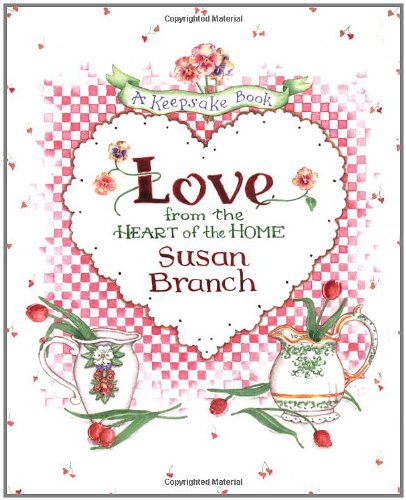 Copyrighted Material
A Keepsake Book
Love
from the
HEART of the HOME
Susan
Branch
Copyrighted Material